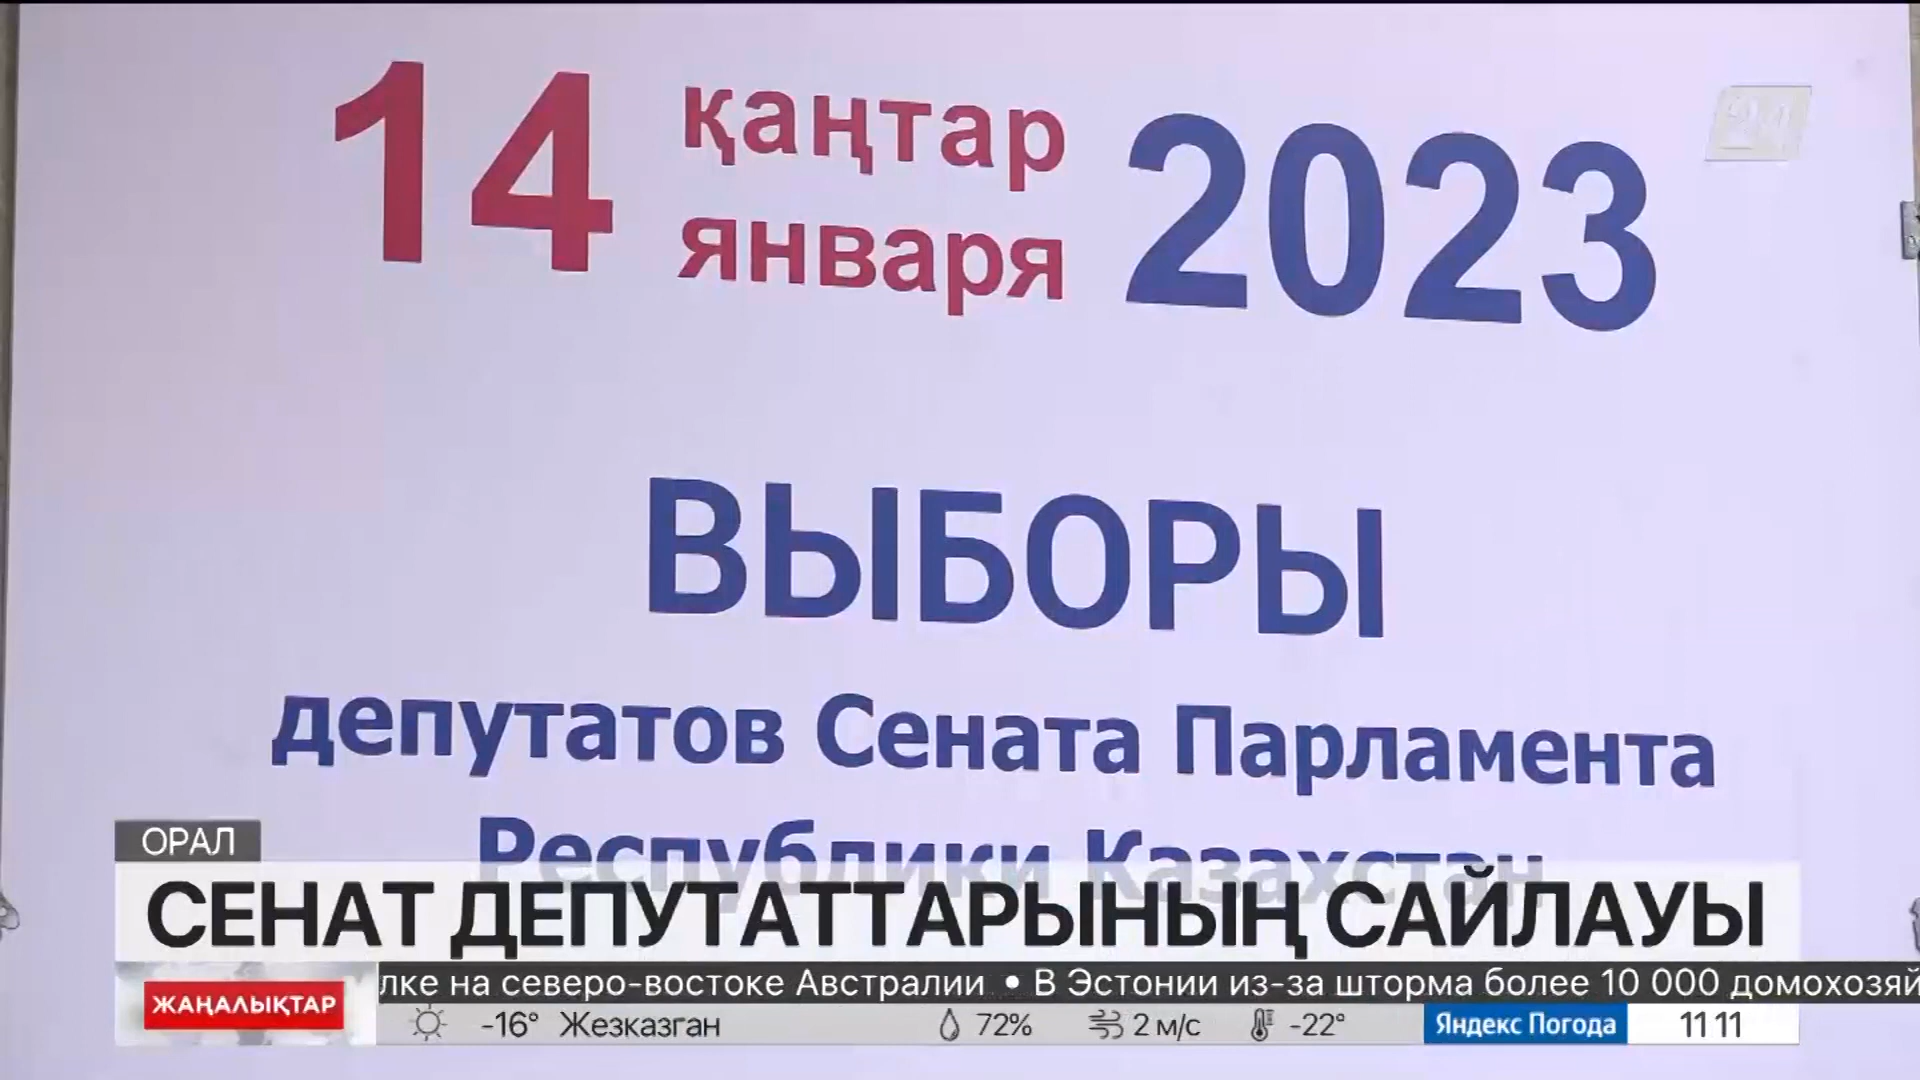 14 қаңтар 2023
января
24
ВЫБОРЫ
депутатов Сената Парламента
Республики Казахстан
ОРАЛ
СЕНАТ ДЕПУТАТТАРЫНЫҢ САЙЛАУЫ
ЖАҢАЛЫҚТАР
лке на северо-востоке Австралии • В Эстонии из-за шторма более 10 000 домохозяй
-16° Жезказган 72% 2 м/с -22° Яндекс Погода 11 11